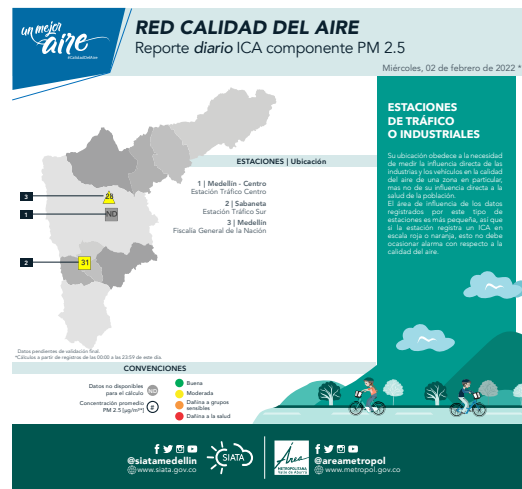 un mejor
aire
#CalidadDelAire
RED CALIDAD DEL AIRE
Reporte diario ICA componente PM 2.5
Miércoles, 02 de febrero de 2022 *
ESTACIONES
DE TRÁFICO
O INDUSTRIALES
Su ubicación obedece a la necesidad
de medir la influencia directa de las
industrias y los vehículos en la calidad
del aire de una zona en particular,
mas no de su influencia directa a la
salud de la población.
El área de influencia de los datos
registrados por este tipo de
estaciones es más pequeña, así que
si la estación registra un ICA en
escala roja o naranja, esto no debe
ocasionar alarma con respecto a la
calidad del aire.
ESTACIONES | Ubicación
1 | Medellín - Centro
Estación Tráfico Centro
2 | Sabaneta
Estación Tráfico Sur
3 | Medellín
Fiscalía General de la Nación
3
28
1
ND
2
31
Datos pendientes de validación final.
*Cálculos a partir de registros de las 00:00 a las 23:59 de este día.
CONVENCIONES
Datos no disponibles
para el cálculo
ND
Concentración promedio
PM 2.5 [µg/m³*]
#
Buena
Moderada
Dañina a grupos
sensibles
Dañina a la salud
@siatamedellin
www.siata.gov.co
SIATA
Área
METROPOLITANA
Valle de Aburrá
@areametropol
www.metropol.gov.co